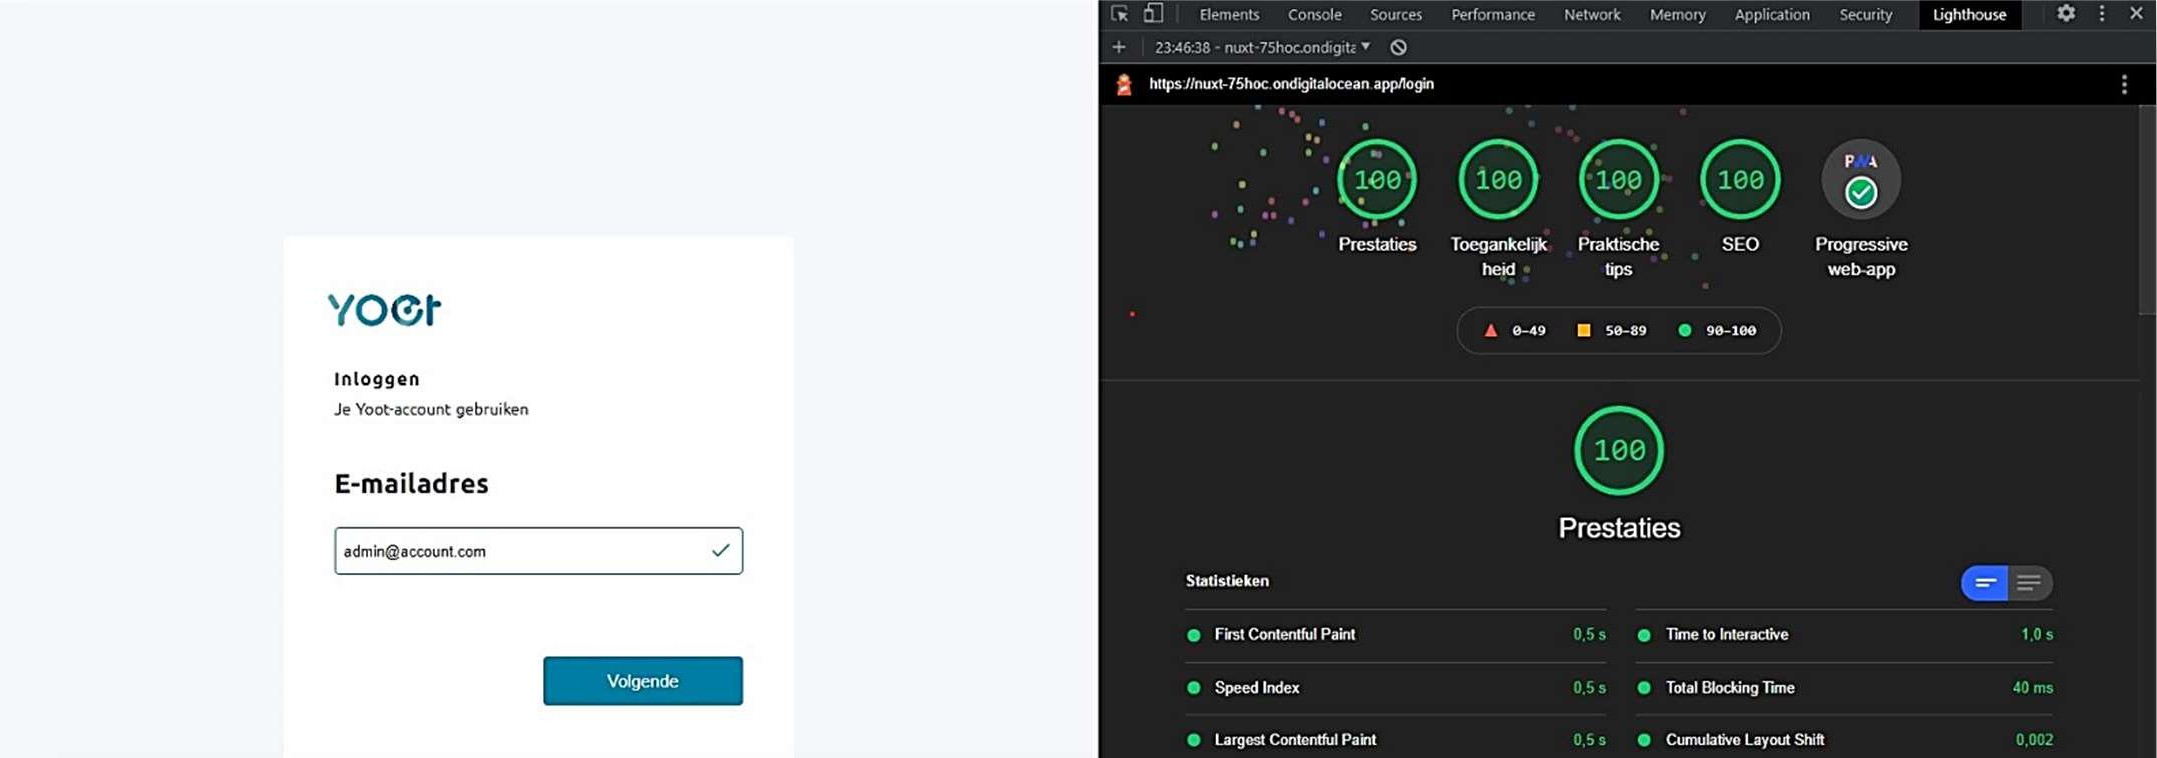 yoot
Inloggen
Je Yoot-account gebruiken
E-mailadres
admin@account.com
Volgende
Elements Console Sources Performance Network Memory Application Security Lighthouse
23:46:38 - nuxt-75hoc.ondigita
https://nuxt-75hoc.ondigitalocean.app/login
100 100 100 100 PWA
Prestaties Toegankelijk Praktische SEO Progressive
heid tips web-app
0–49 50–89 90–100
100
Prestaties
Statistieken
First Contentful Paint 0,5 s Time to Interactive 1,0 s
Speed Index 0,5 s Total Blocking Time 40 ms
Largest Contentful Paint 0,5 s Cumulative Layout Shift 0,002